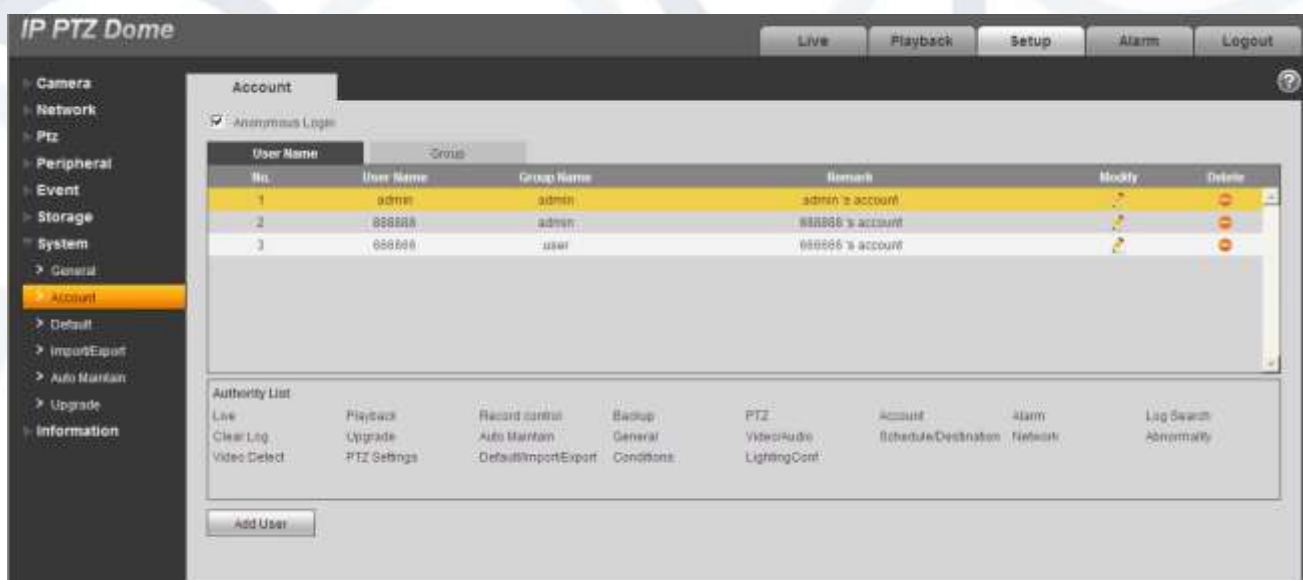 IP PTZ Dome
Live Playback Setup Alarm Logout
Camera
Network
Ptz
Peripheral
Event
Storage
System
General
Account
Default
Import/Export
Auto Maintain
Upgrade
Information
Account
Anonymous Login
User Name Group
No. User Name Group Name Remark Modify Delete
1 admin admin admin 's account
2 888888 admin 888888 's account
3 666666 user 666666 's account
Authority List
Live Playback Record control Backup PTZ Account Alarm Log Search
Clear Log Upgrade Auto Maintain General Video/Audio Schedule/Destination Network Abnormality
Video Detect PTZ Settings Default/Import/Export Conditions LightingConf
Add User